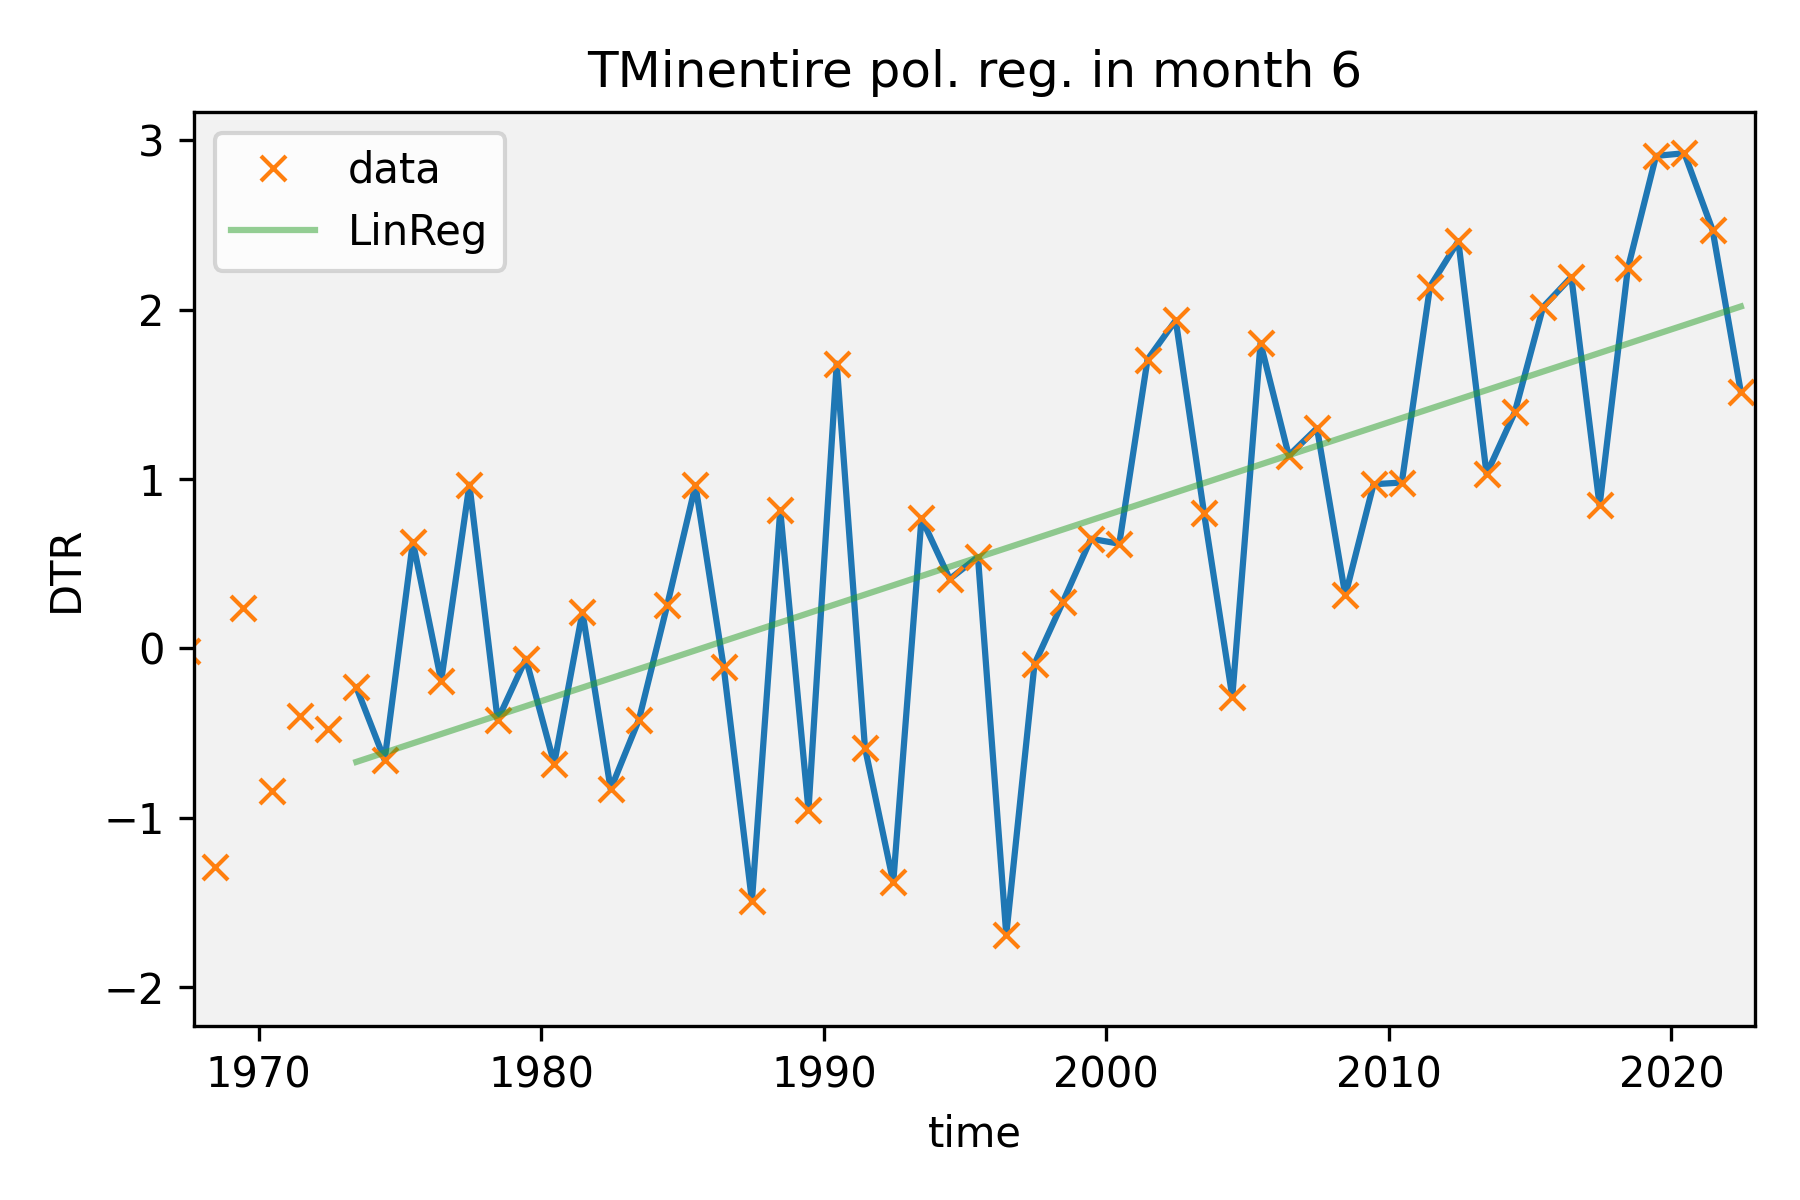 TMinentire pol. reg. in month 6
data
LinReg
3
2
1
0
−1
−2
DTR
1970 1980 1990 2000 2010 2020
time